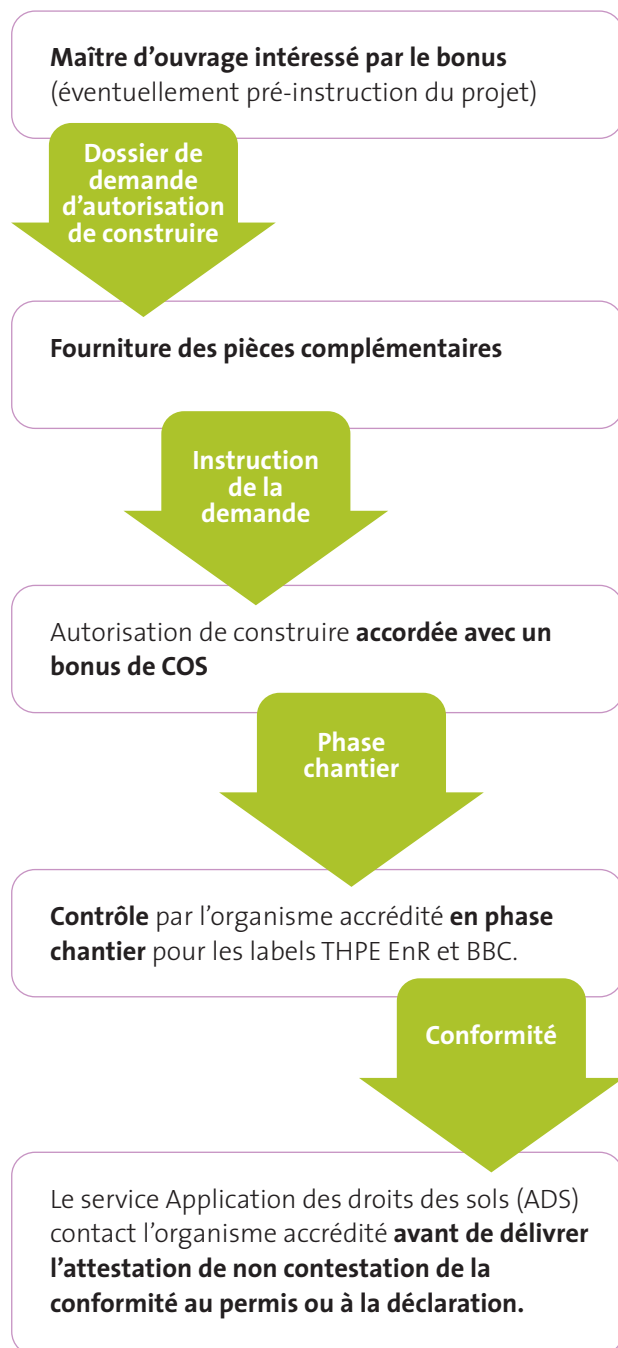 Maître d’ouvrage intéressé par le bonus
(éventuellement pré-instruction du projet)
Dossier de
demande
d’autorisation
de construire
Fourniture des pièces complémentaires
Instruction
de la
demande
Autorisation de construire accordée avec un
bonus de COS
Phase
chantier
Contrôle par l’organisme accrédité en phase
chantier pour les labels THPE EnR et BBC.
Conformité
Le service Application des droits des sols (ADS)
contact l’organisme accrédité avant de délivrer
l’attestation de non contestation de la
conformité au permis ou à la déclaration.